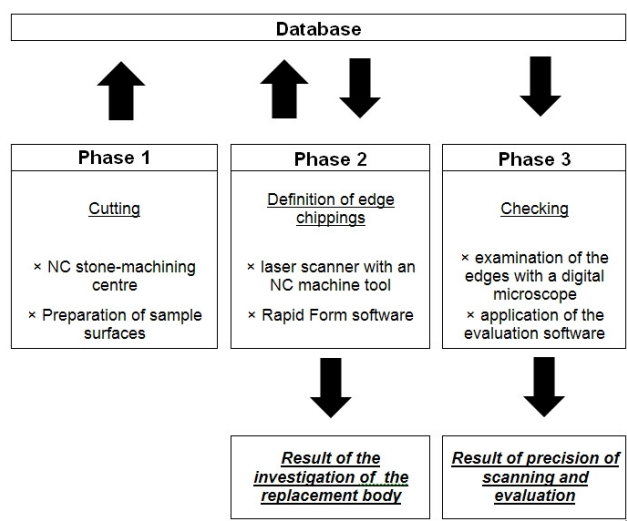 Database
Phase 1
Cutting
× NC stone-machining
centre
× Preparation of sample
surfaces
Phase 2
Definition of edge
chippings
× laser scanner with an
NC machine tool
× Rapid Form software
Phase 3
Checking
× examination of the
edges with a digital
microscope
× application of the
evaluation software
Result of the
investigation of the
replacement body
Result of precision of
scanning and
evaluation